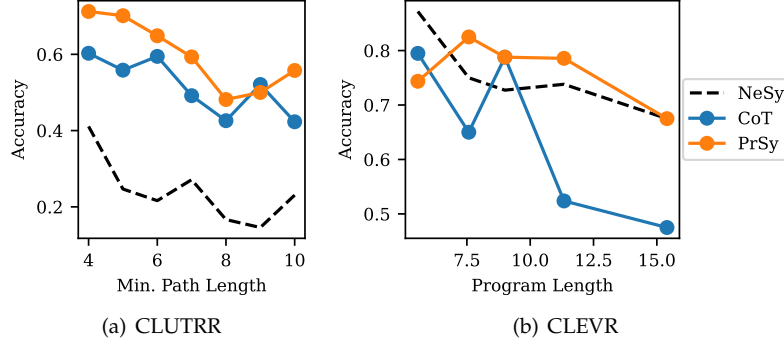 Accuracy
0.6
0.4
0.2
4
6
8
10
Min. Path Length
(a) CLUTRR
Accuracy
0.8
0.7
0.6
0.5
7.5
10.0
12.5
15.0
Program Length
(b) CLEVR
NeSy
CoT
PrSy